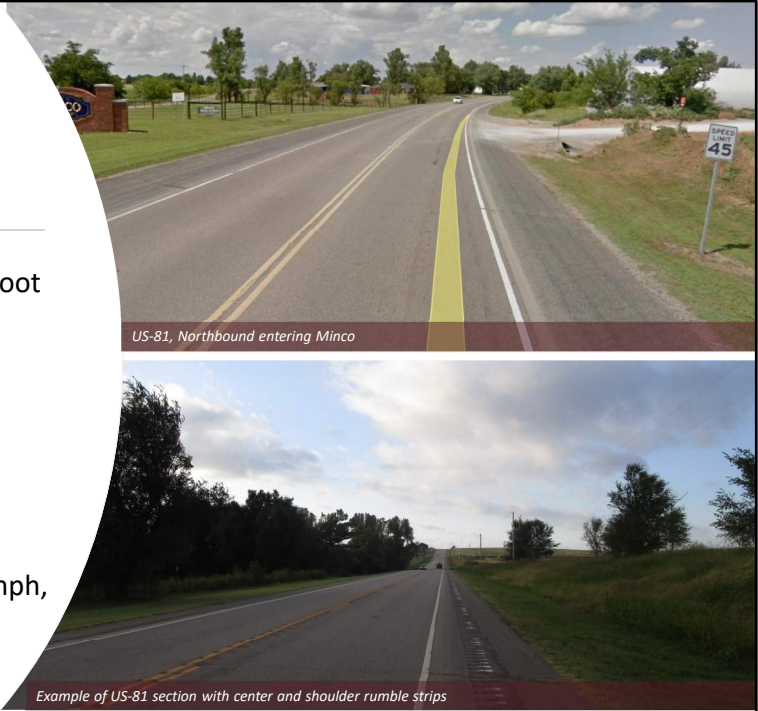 CO
SPEED
LIMIT
45
oot
US-81, Northbound entering Minco
mph,
Example of US-81 section with center and shoulder rumble strips